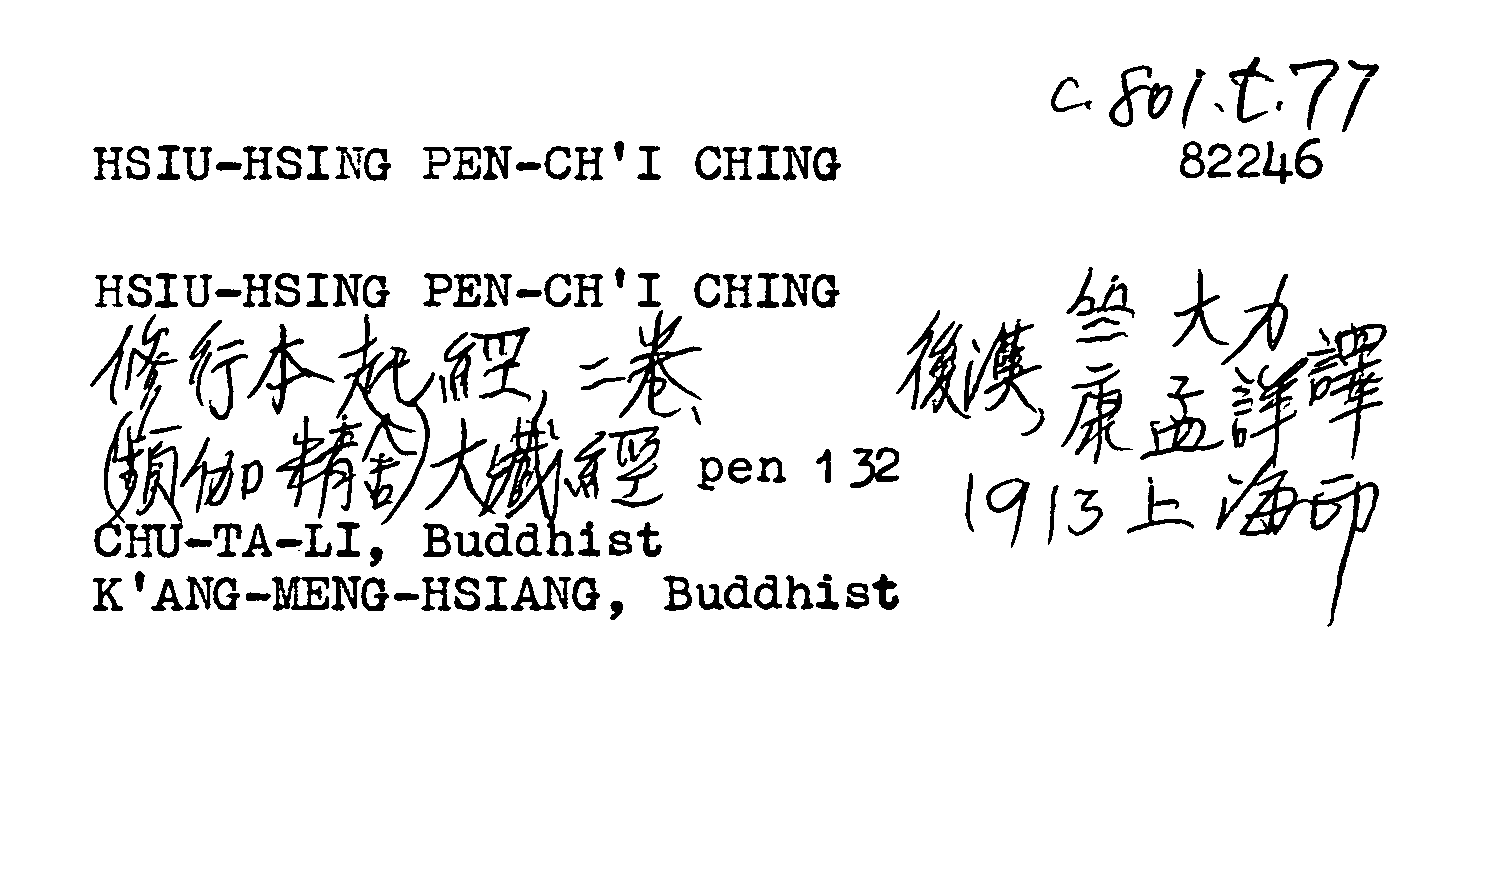 c. 801.t.77
HSIU-HSING PEN-CH'I CHING
82246
HSIU-HSING PEN-CH'I CHING
修行本起經, 二卷、
後漢, 竺大力
康孟詳譯
(頻伽精舍)大藏經 pen 132
1913上海印
CHU-TA-LI, Buddhist
K'ANG-MENG-HSIANG, Buddhist